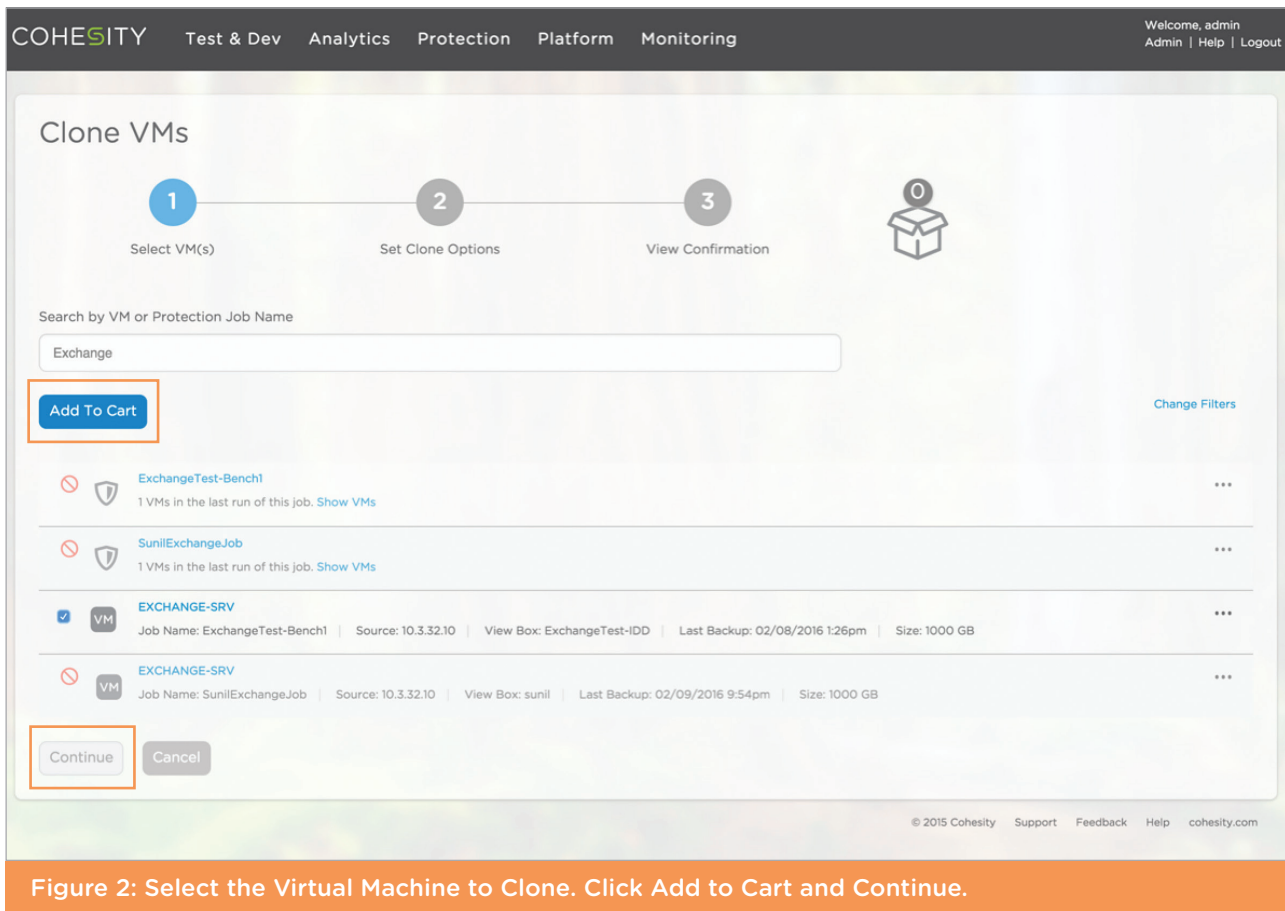 COHESITY Test & Dev Analytics Protection Platform Monitoring
Welcome, admin
Admin | Help | Logout
Clone VMs
1 2 3 0
Select VM(s) Set Clone Options View Confirmation
Search by VM or Protection Job Name
Exchange
Add To Cart
Change Filters
ExchangeTest-Bench1
1 VMs in the last run of this job. Show VMs
SunilExchangeJob
1 VMs in the last run of this job. Show VMs
EXCHANGE-SRV
VM
Job Name: ExchangeTest-Bench1 | Source: 10.3.32.10 | View Box: ExchangeTest-IDD | Last Backup: 02/08/2016 1:26pm | Size: 1000 GB
EXCHANGE-SRV
VM
Job Name: SunilExchangeJob | Source: 10.3.32.10 | View Box: sunil | Last Backup: 02/09/2016 9:54pm | Size: 1000 GB
Continue Cancel
© 2015 Cohesity Support Feedback Help cohesity.com
Figure 2: Select the Virtual Machine to Clone. Click Add to Cart and Continue.